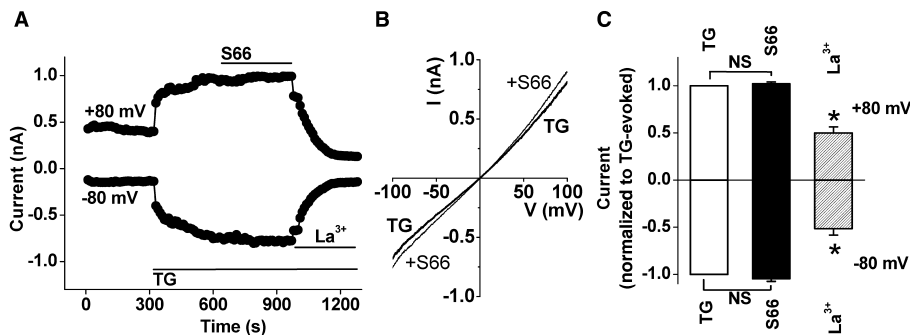 A
S66
1.0
+80 mV
0.5
Current (nA)
0.0
-80 mV
-0.5
La³⁺
-1.0
TG
0 300 600 900 1200
Time (s)
B
I (nA)
1.0
+S66
0.5
TG
-100 -50 50 100
V (mV)
TG
-0.5
+S66
-1.0
C
TG S66 La³⁺
NS
1.0
+80 mV
*
0.5
Current
(normalized to TG-evoked)
0.0
-0.5
*
-80 mV
-1.0
NS
TG S66 La³⁺